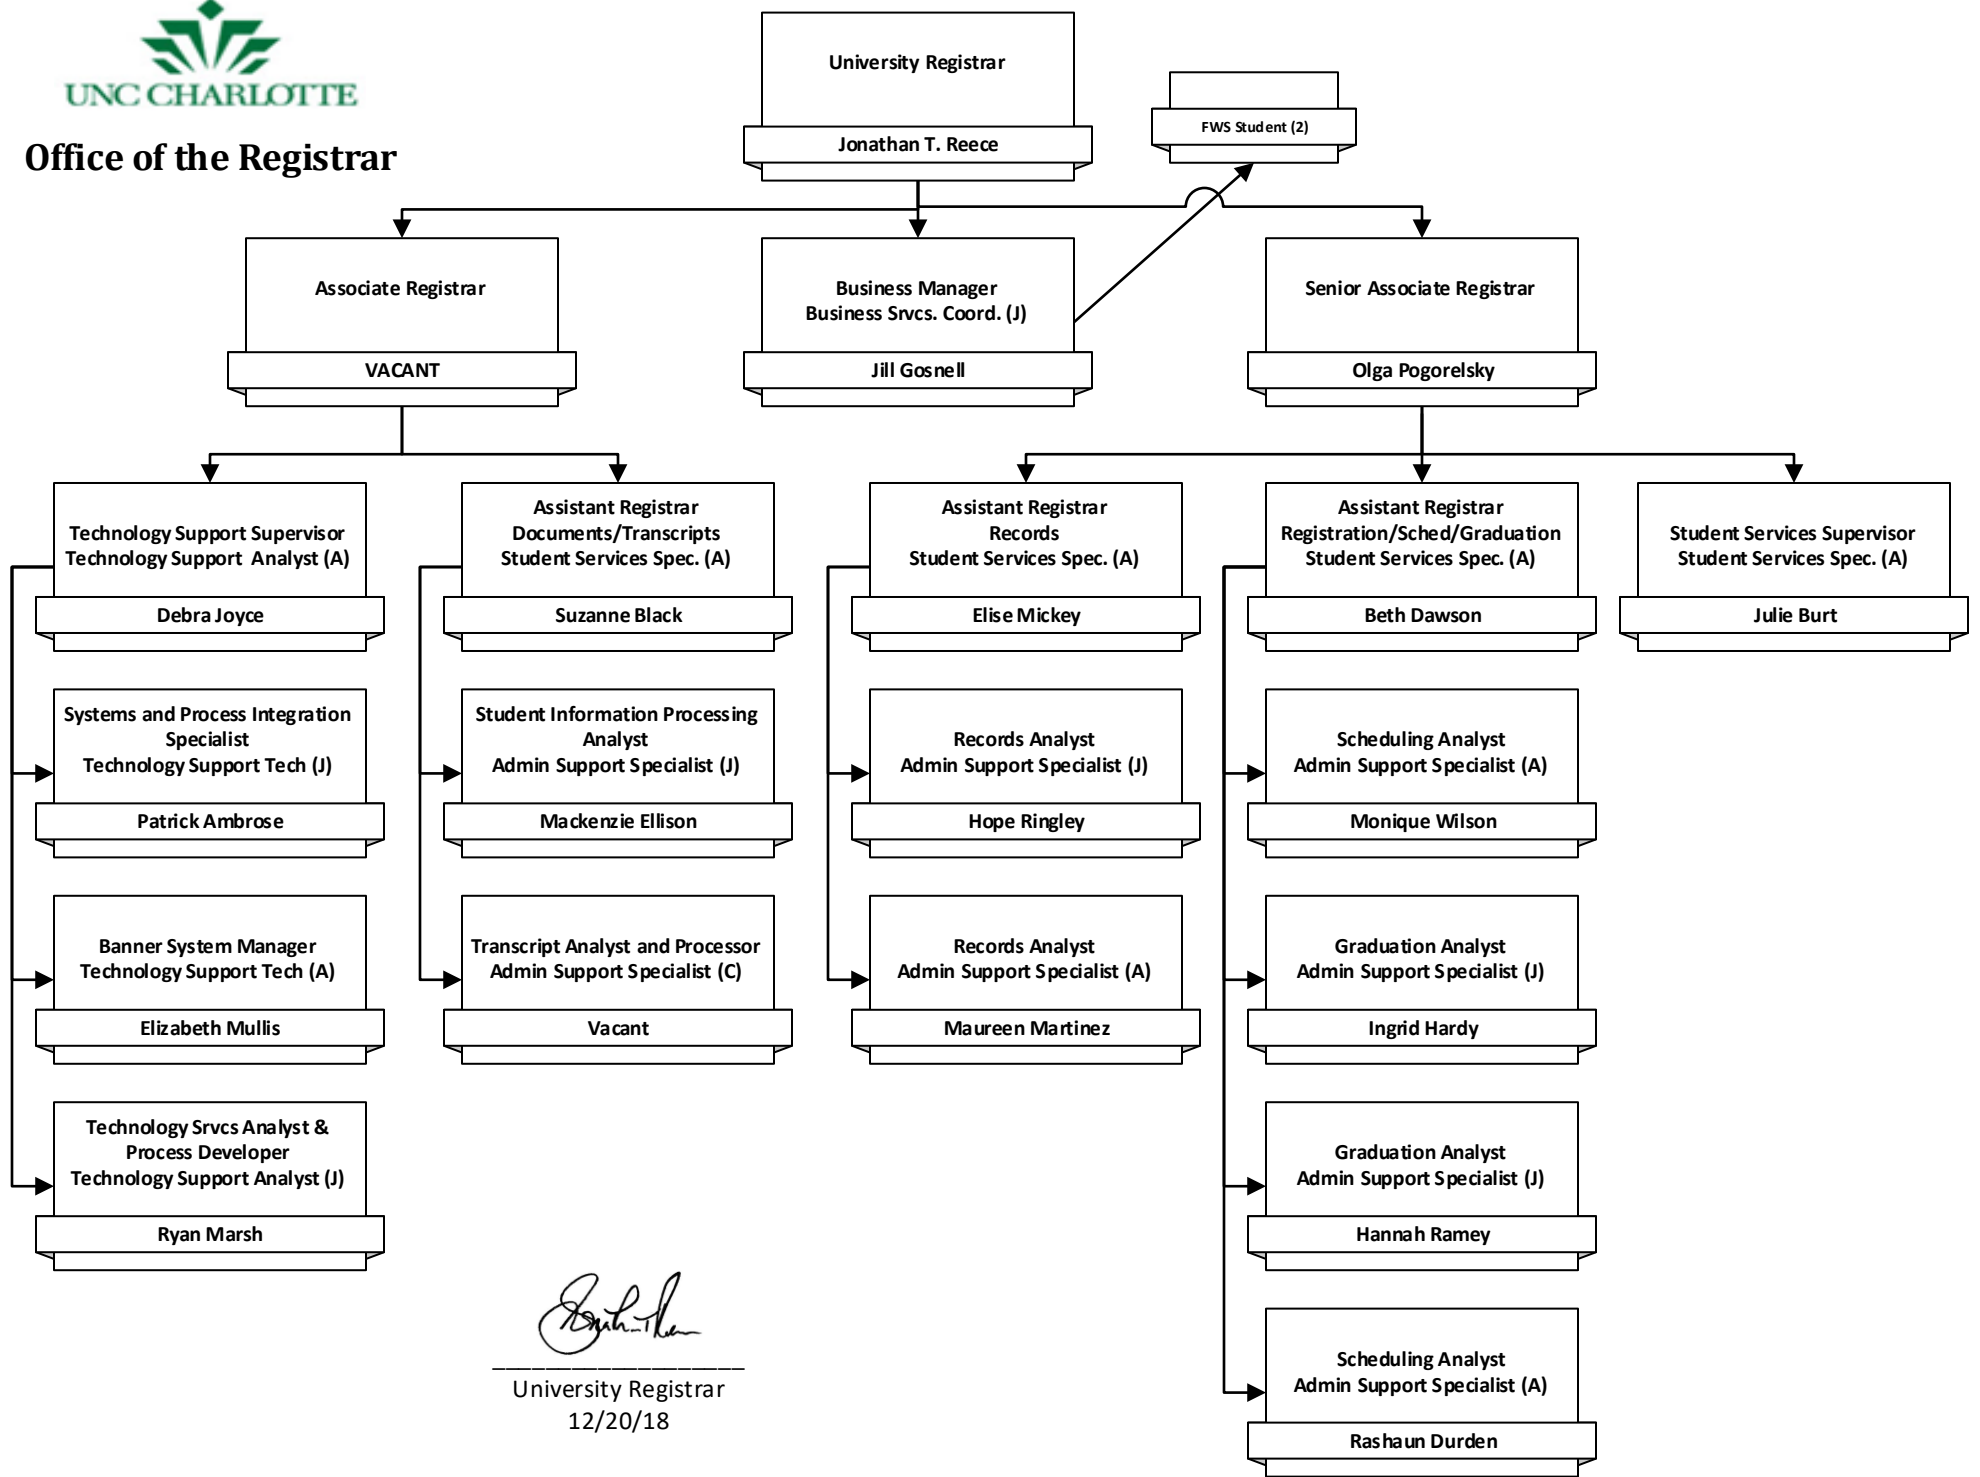 UNC CHARLOTTE
Office of the Registrar
University Registrar
Jonathan T. Reece
FWS Student (2)
Associate Registrar
VACANT
Business Manager
Business Srvcs. Coord. (J)
Jill Gosnell
Senior Associate Registrar
Olga Pogorelsky
Technology Support Supervisor
Technology Support Analyst (A)
Debra Joyce
Assistant Registrar
Documents/Transcripts
Student Services Spec. (A)
Suzanne Black
Assistant Registrar
Records
Student Services Spec. (A)
Elise Mickey
Assistant Registrar
Registration/Sched/Graduation
Student Services Spec. (A)
Beth Dawson
Student Services Supervisor
Student Services Spec. (A)
Julie Burt
Systems and Process Integration
Specialist
Technology Support Tech (J)
Patrick Ambrose
Student Information Processing
Analyst
Admin Support Specialist (J)
Mackenzie Ellison
Records Analyst
Admin Support Specialist (J)
Hope Ringley
Scheduling Analyst
Admin Support Specialist (A)
Monique Wilson
Banner System Manager
Technology Support Tech (A)
Elizabeth Mullis
Transcript Analyst and Processor
Admin Support Specialist (C)
Vacant
Records Analyst
Admin Support Specialist (A)
Maureen Martinez
Graduation Analyst
Admin Support Specialist (J)
Ingrid Hardy
Technology Srvcs Analyst &
Process Developer
Technology Support Analyst (J)
Ryan Marsh
Graduation Analyst
Admin Support Specialist (J)
Hannah Ramey
Scheduling Analyst
Admin Support Specialist (A)
Rashaun Durden
University Registrar
12/20/18